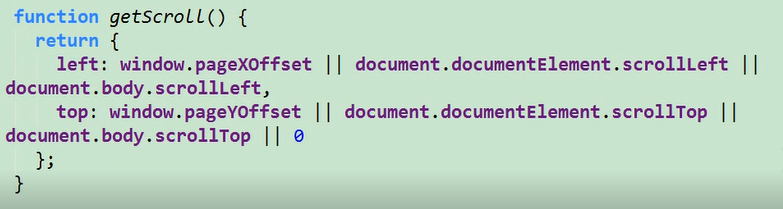 function getScroll() {
return {
left: window.pageXOffset || document.documentElement.scrollLeft ||
document.body.scrollLeft,
top: window.pageYOffset || document.documentElement.scrollTop ||
document.body.scrollTop || 0
};
}